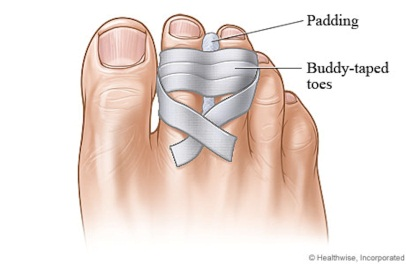 Padding
Buddy-taped
toes
© Healthwise, Incorporated